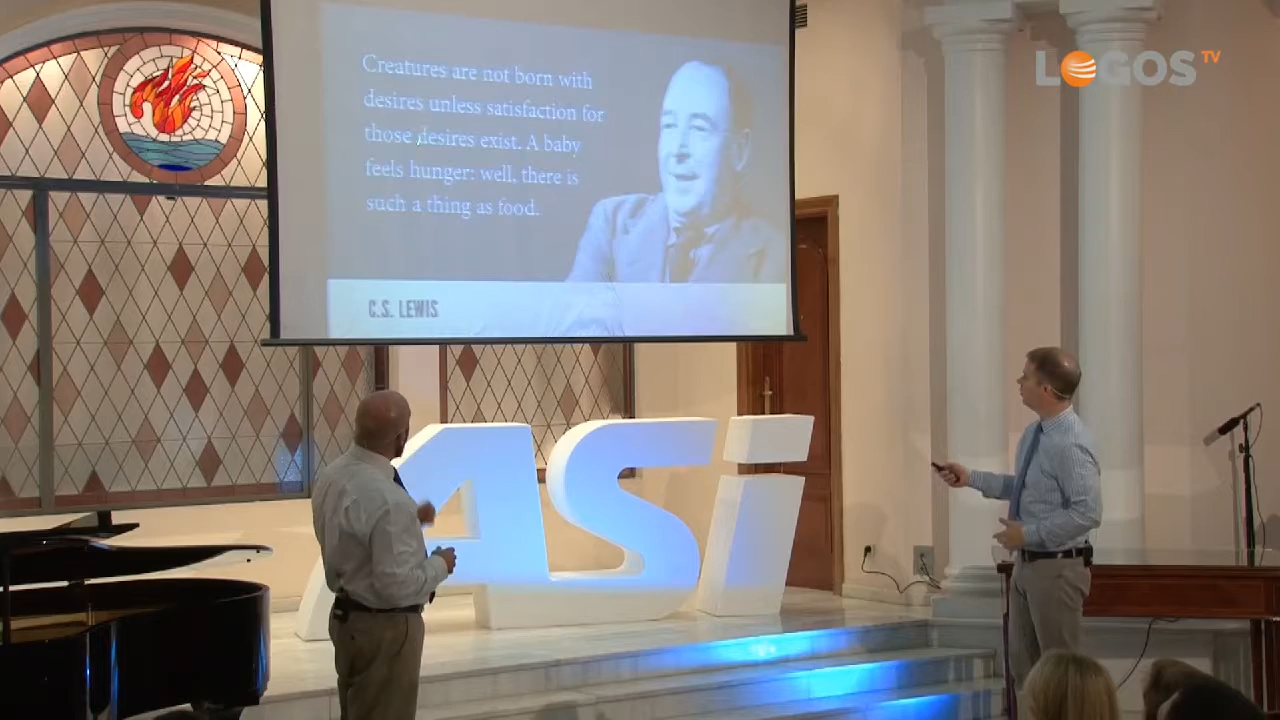 LOGOS TV
Creatures are not born with
desires unless satisfaction for
those desires exist. A baby
feels hunger: well, there is
such a thing as food.
C.S. LEWIS
ASi